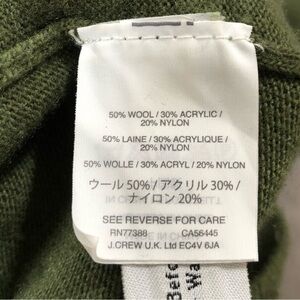 50% WOOL / 30% ACRYLIC /
20% NYLON
50% LAINE / 30% ACRYLIQUE /
20% NYLON
50% WOLLE / 30% ACRYL / 20% NYLON
ウール 50% / アクリル 30% /
ナイロン 20%
SEE REVERSE FOR CARE
RN77388 CA56445
J.CREW U.K. Ltd EC4V 6JA